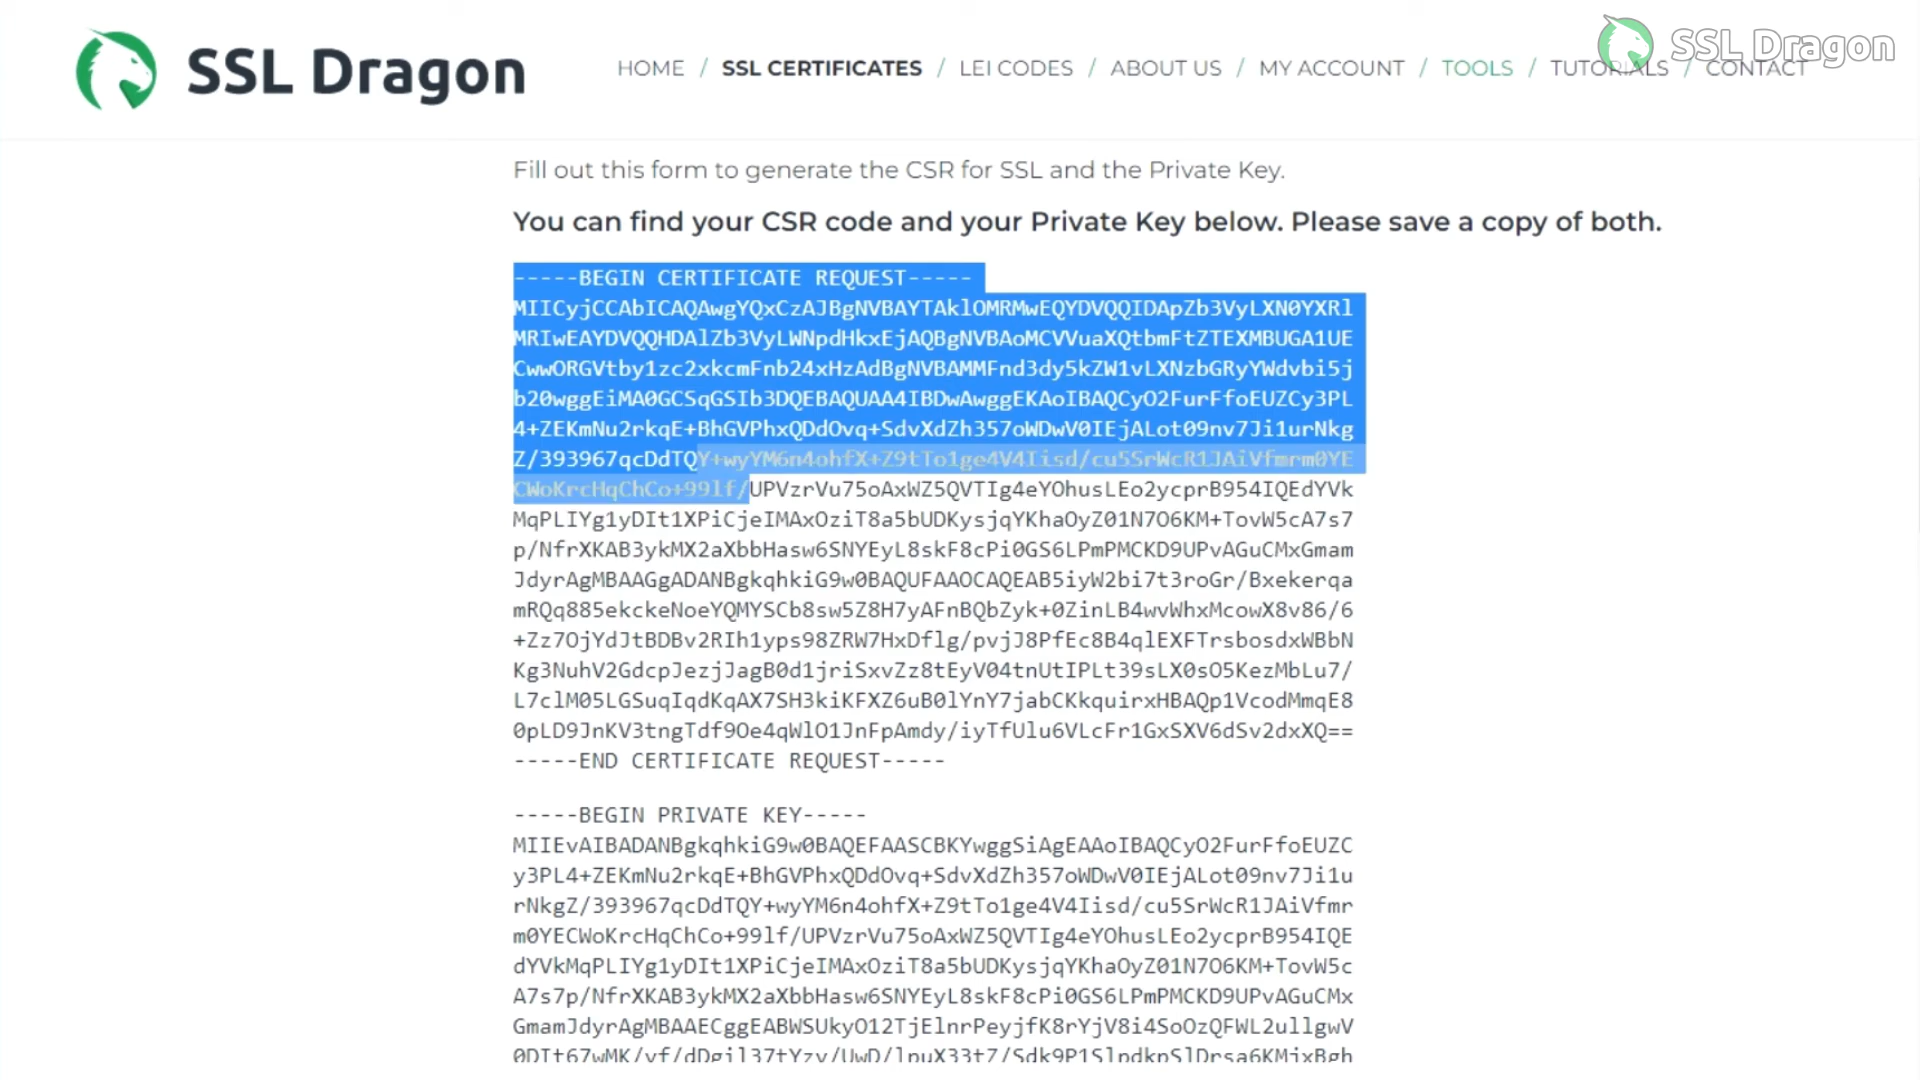 SSL Dragon
HOME / SSL CERTIFICATES / LEI CODES / ABOUT US / MY ACCOUNT / TOOLS / TUTORIALS / CONTACT
SSL Dragon
Fill out this form to generate the CSR for SSL and the Private Key.
You can find your CSR code and your Private Key below. Please save a copy of both.
-----BEGIN CERTIFICATE REQUEST-----
MIICyjCCAbICAQAwgYQxCzAJBgNVBAYTAklOMRMwEQYDVQQIDApZb3VyLXN0YXRl
MRIwEAYDVQQHDAlZb3VyLWNpdHkxEjAQBgNVBAoMCVVuaXQtbmFtZTEXMBUGA1UE
CwwORGVtby1zc2xkcmFnb24xHzAdBgNVBAMMFnd3dy5kZW1vLXNzbGRyYWdvbi5j
b20wggEiMA0GCSqGSIb3DQEBAQUAA4IBDwAwggEKAoIBAQCyO2FurFfoEUZCy3PL
4+ZEKmNu2rkqE+BhGVPhxQDdOvq+SdvXdZh357oWDwV0IEjALot09nv7Ji1urNkg
Z/393967qcDdTQY+wyYM6n4ohfX+Z9tTo1ge4V4Iisd/cu5SrWcR1JAiVfmrm0YE
CWoKrcHqChCo+99lf/UPVzrVu75oAxWZ5QVTIg4eYOhusLEo2ycprB954IQEdYVk
MqPLIYg1yDIt1XPiCjeIMAxOziT8a5bUDKysjqYKhaOyZ01N7O6KM+TovW5cA7s7
p/NfrXKAB3ykMX2aXbbHasw6SNYEyL8skF8cPi0GS6LPmPMCKD9UPvAGuCMxGmam
JdyrAgMBAAGgADANBgkqhkiG9w0BAQUFAAOCAQEAB5iyW2bi7t3roGr/Bxekerqa
mRQq885ekckeNoeYQMYSCb8sw5Z8H7yAFnBQbZyk+0ZinLB4wvWhxMcowX8v86/6
+Zz7OjYdJtBDBv2RIh1yps98ZRW7HxDflg/pvjJ8PfEc8B4qlEXFTrsbosdxWBbN
Kg3NuhV2GdcpJezjJagB0d1jriSxvZz8tEyV04tnUtIPLt39sLX0sO5KezMbLu7/
L7clM05LGSuqIqdKqAX7SH3kiKFXZ6uB0lYnY7jabCKkquirxHBAQp1VcodMmqE8
0pLD9JnKV3tngTdf9Oe4qWlO1JnFpAmdy/iyTfUlu6VLcFr1GxSXV6dSv2dxXQ==
-----END CERTIFICATE REQUEST-----
-----BEGIN PRIVATE KEY-----
MIIEvAIBADANBgkqhkiG9w0BAQEFAASCBKYwggSiAgEAAoIBAQCyO2FurFfoEUZC
y3PL4+ZEKmNu2rkqE+BhGVPhxQDdOvq+SdvXdZh357oWDwV0IEjALot09nv7Ji1u
rNkgZ/393967qcDdTQY+wyYM6n4ohfX+Z9tTo1ge4V4Iisd/cu5SrWcR1JAiVfmr
m0YECWoKrcHqChCo+99lf/UPVzrVu75oAxWZ5QVTIg4eYOhusLEo2ycprB954IQE
dYVkMqPLIYg1yDIt1XPiCjeIMAxOziT8a5bUDKysjqYKhaOyZ01N7O6KM+TovW5c
A7s7p/NfrXKAB3ykMX2aXbbHasw6SNYEyL8skF8cPi0GS6LPmPMCKD9UPvAGuCMx
GmamJdyrAgMBAAECggEABWSUkyO12TjElnrPeyjfK8rYjV8i4SoOzQFWL2ullgwV